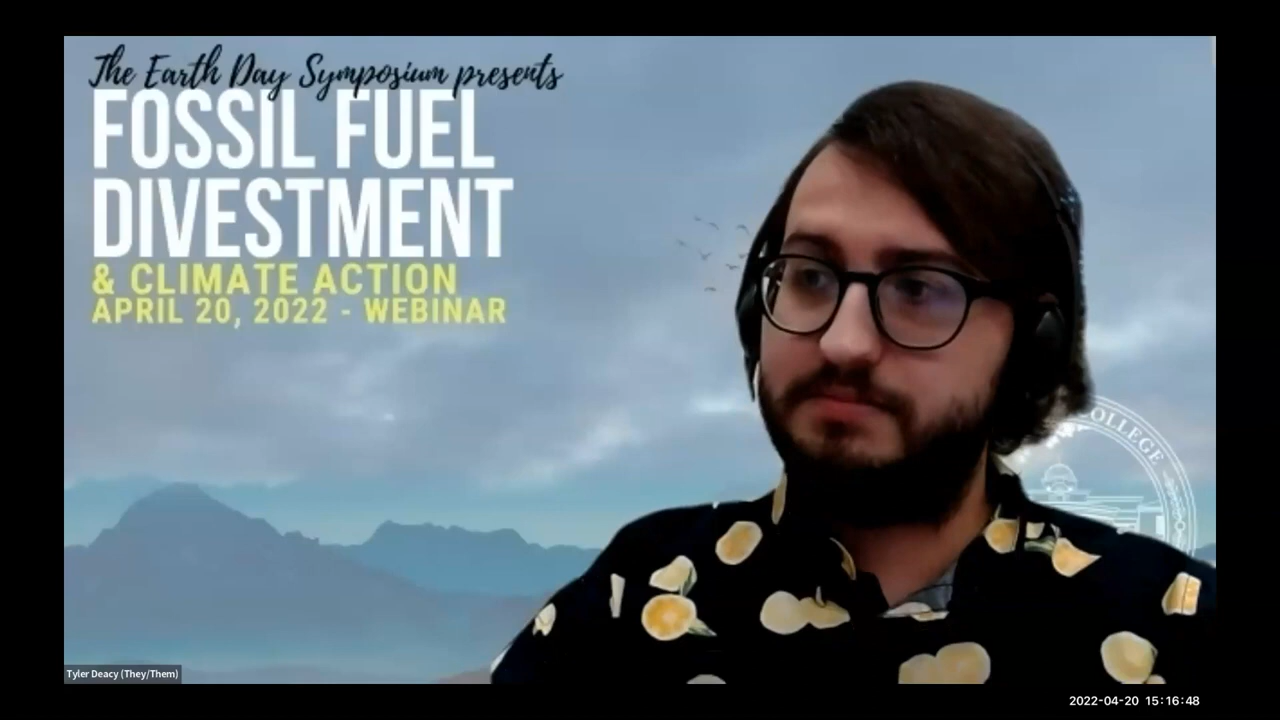 The Earth Day Symposium presents
FOSSIL FUEL
DIVESTMENT
& CLIMATE ACTION
APRIL 20, 2022 - WEBINAR
COLLEGE
Tyler Deacy (They/Them)
2022-04-20 15:16:48